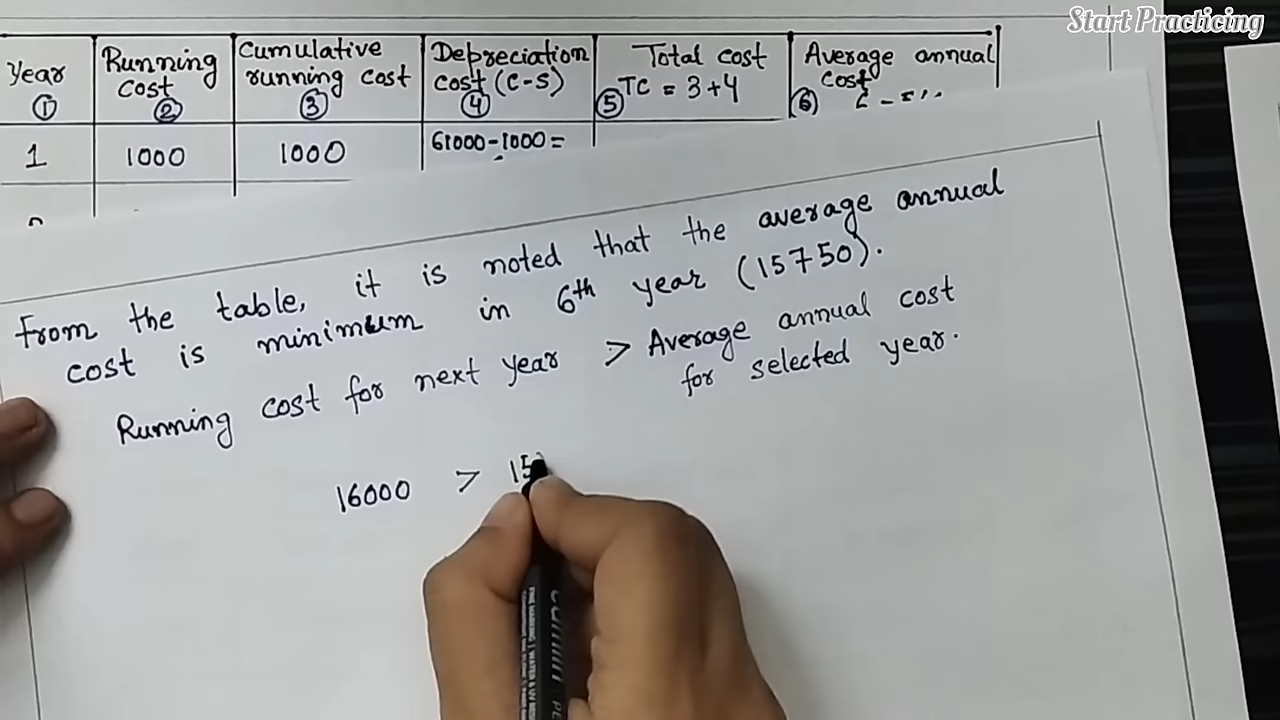 Start Practicing
Year Running Cumulative Depreciation Total cost Average annual
cost running cost cost (C-S) TC = 3+4 cost
① ② ③ ④ ⑤ ⑥
1 1000 1000 61000-1000=
From the table, it is noted that the average annual
cost is minimum in 6th year (15750).
Running cost for next year > Average annual cost
for selected year.
16000 > 15